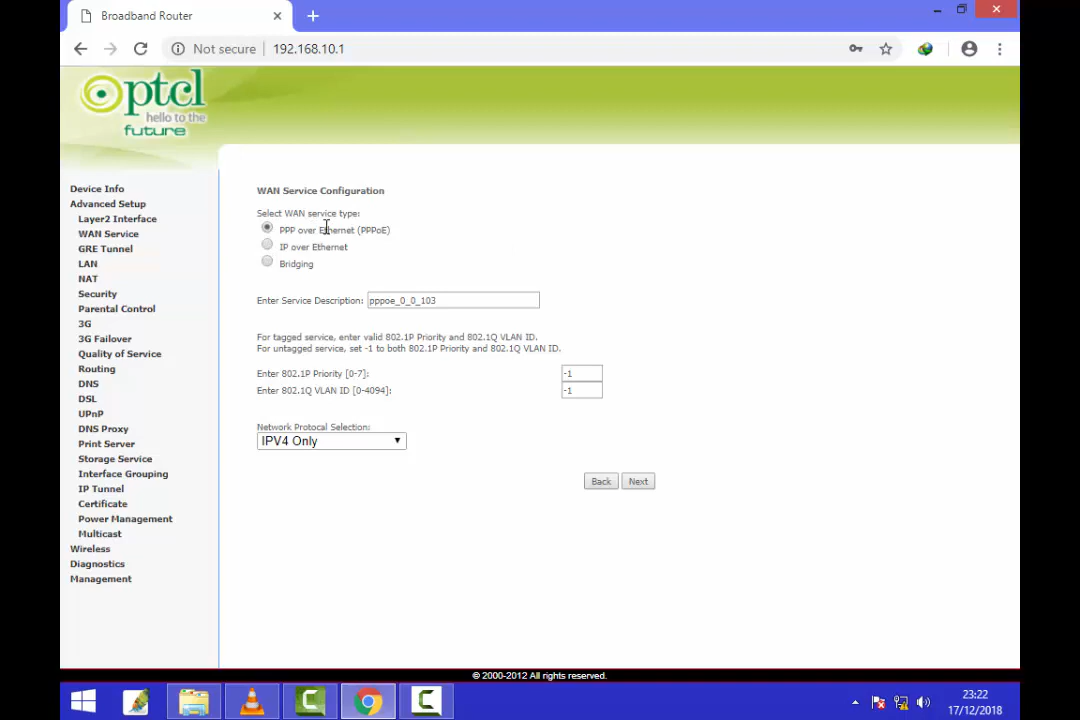 Broadband Router
Not secure
192.168.10.1
ptcl
hello to the
future
Device Info
Advanced Setup
Layer2 Interface
WAN Service
GRE Tunnel
LAN
NAT
Security
Parental Control
3G
3G Failover
Quality of Service
Routing
DNS
DSL
UPnP
DNS Proxy
Print Server
Storage Service
Interface Grouping
IP Tunnel
Certificate
Power Management
Multicast
Wireless
Diagnostics
Management
WAN Service Configuration
Select WAN service type:
PPP over Ethernet (PPPoE)
IP over Ethernet
Bridging
Enter Service Description: pppoe_0_0_103
For tagged service, enter valid 802.1P Priority and 802.1Q VLAN ID.
For untagged service, set -1 to both 802.1P Priority and 802.1Q VLAN ID.
Enter 802.1P Priority [0-7]: -1
Enter 802.1Q VLAN ID [0-4094]: -1
Network Protocal Selection:
IPV4 Only
Back Next
© 2000-2012 All rights reserved.
23:22
17/12/2018